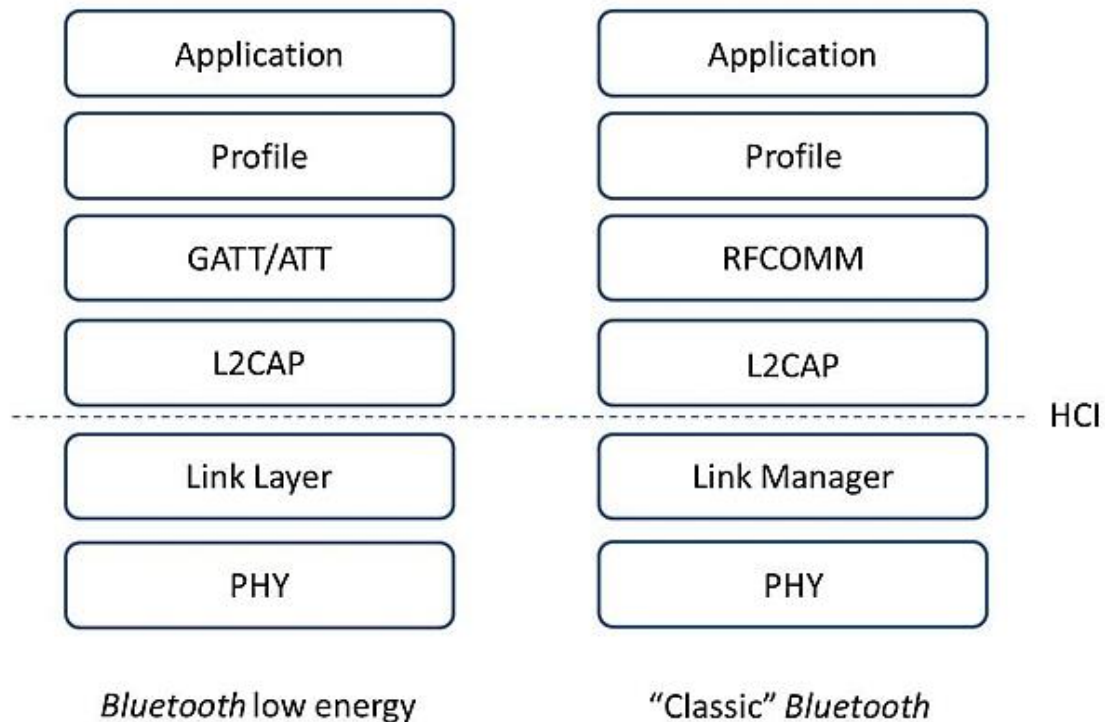 Application
Application
Profile
Profile
GATT/ATT
RFCOMM
L2CAP
L2CAP
HCI
Link Layer
Link Manager
PHY
PHY
Bluetooth low energy
“Classic” Bluetooth